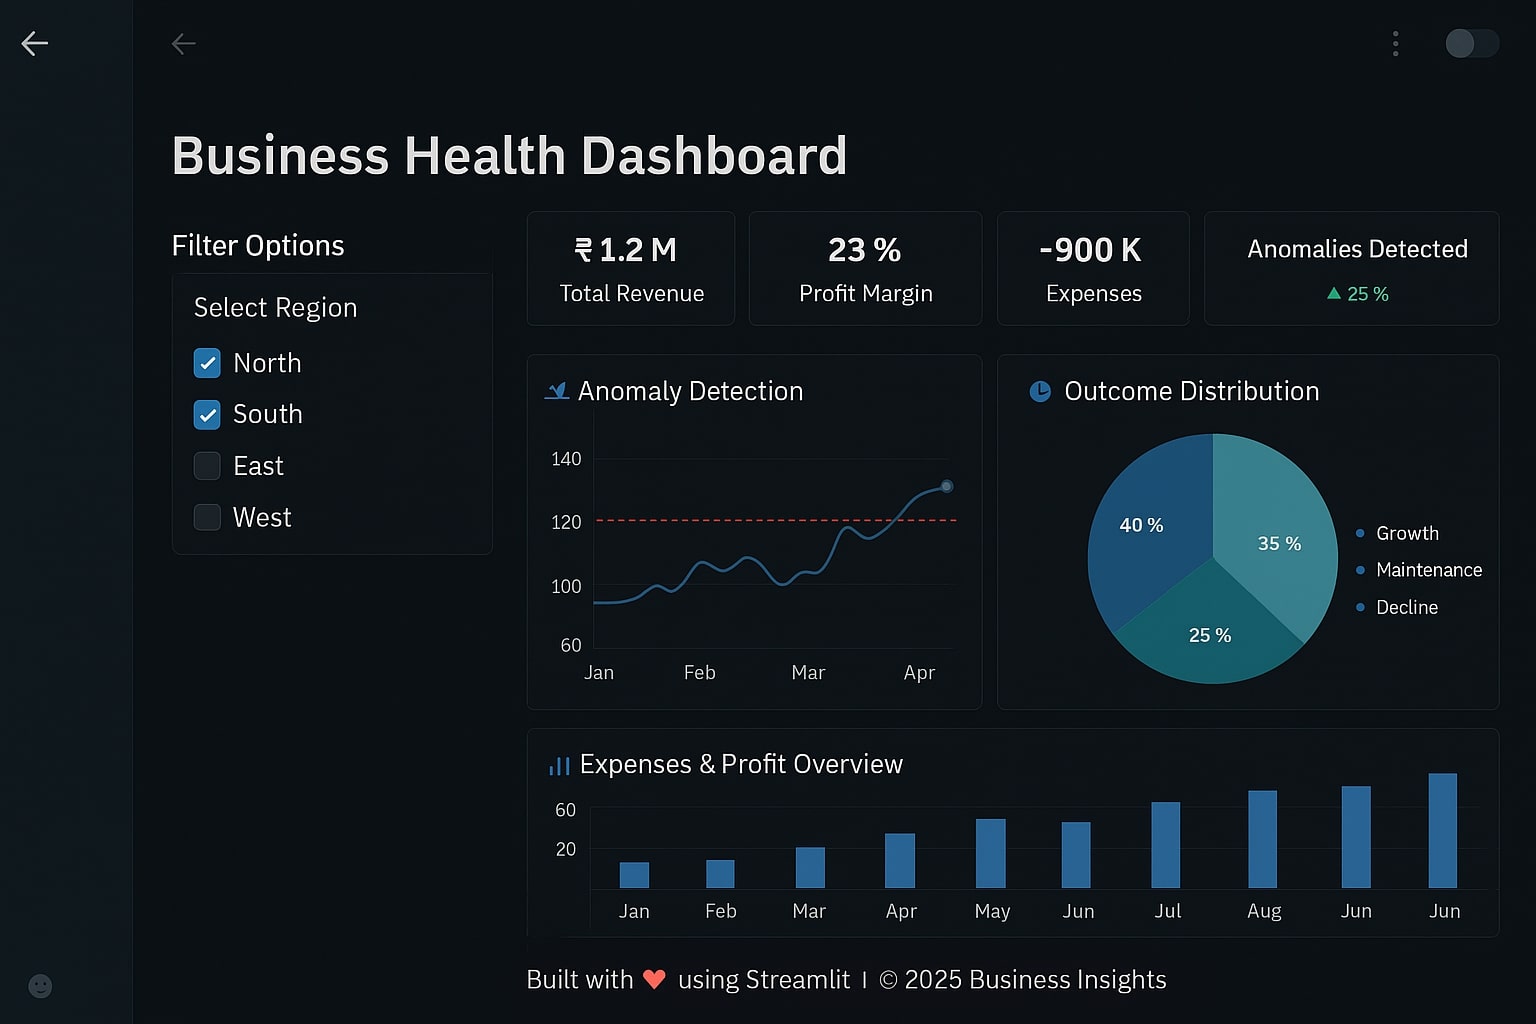 Business Health Dashboard
Filter Options
Select Region
North
South
East
West
₹ 1.2 M
Total Revenue
23 %
Profit Margin
-900 K
Expenses
Anomalies Detected
▲ 25 %
Anomaly Detection
140
120
100
60
Jan Feb Mar Apr
Outcome Distribution
40 %
35 %
25 %
Growth
Maintenance
Decline
Expenses & Profit Overview
60
20
Jan Feb Mar Apr May Jun Jul Aug Jun Jun
Built with ❤ using Streamlit | © 2025 Business Insights